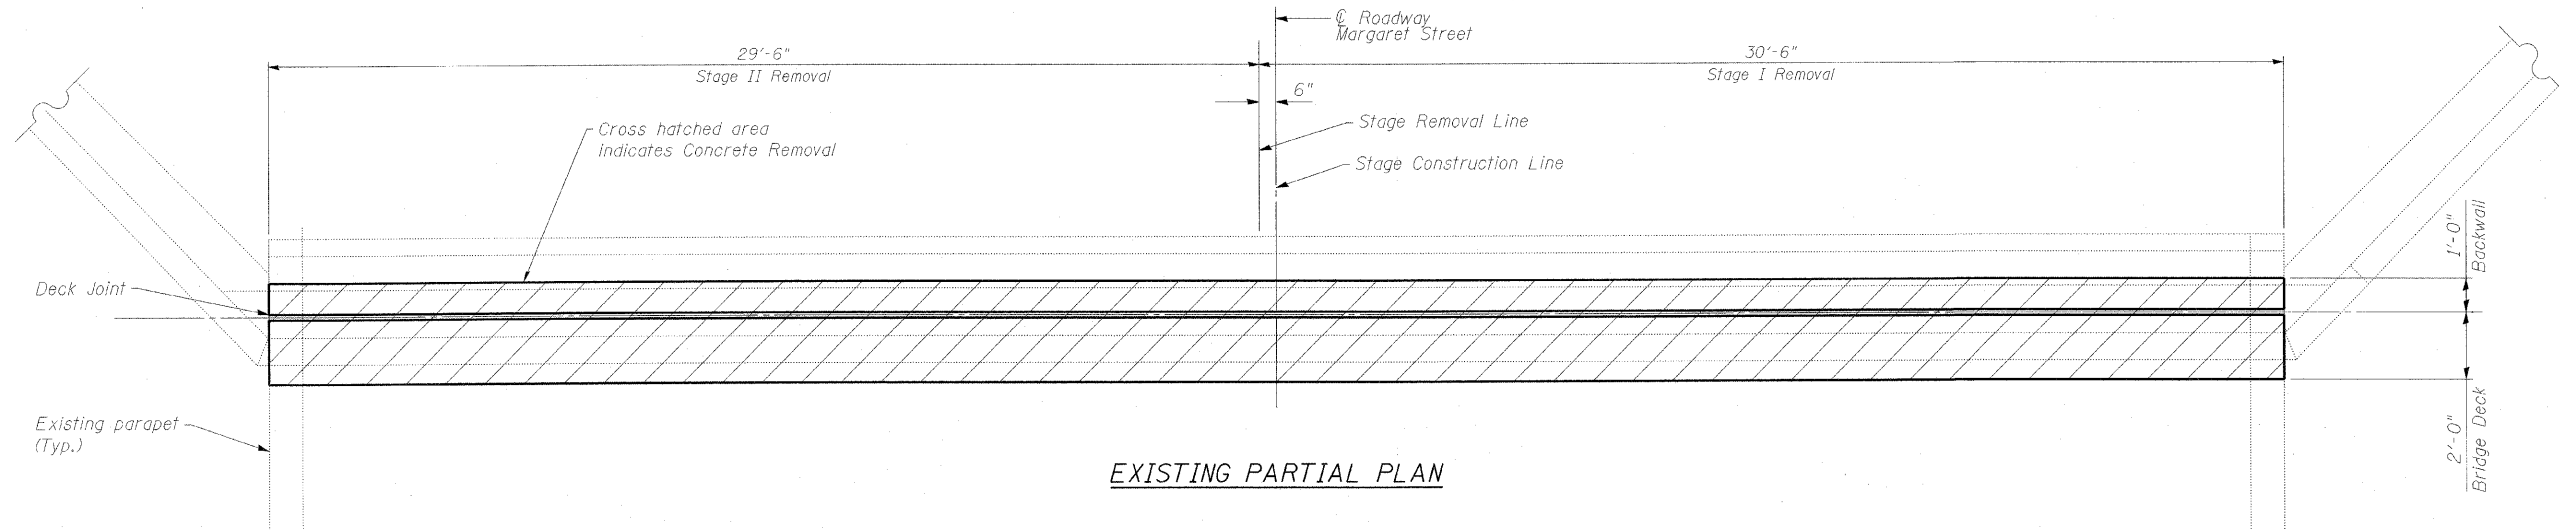 ℄ Roadway
Margaret Street
29'-6"
Stage II Removal
30'-6"
Stage I Removal
6"
Cross hatched area
indicates Concrete Removal
Stage Removal Line
Stage Construction Line
1'-0"
Backwall
Deck Joint
2'-0"
Bridge Deck
Existing parapet
(Typ.)
EXISTING PARTIAL PLAN